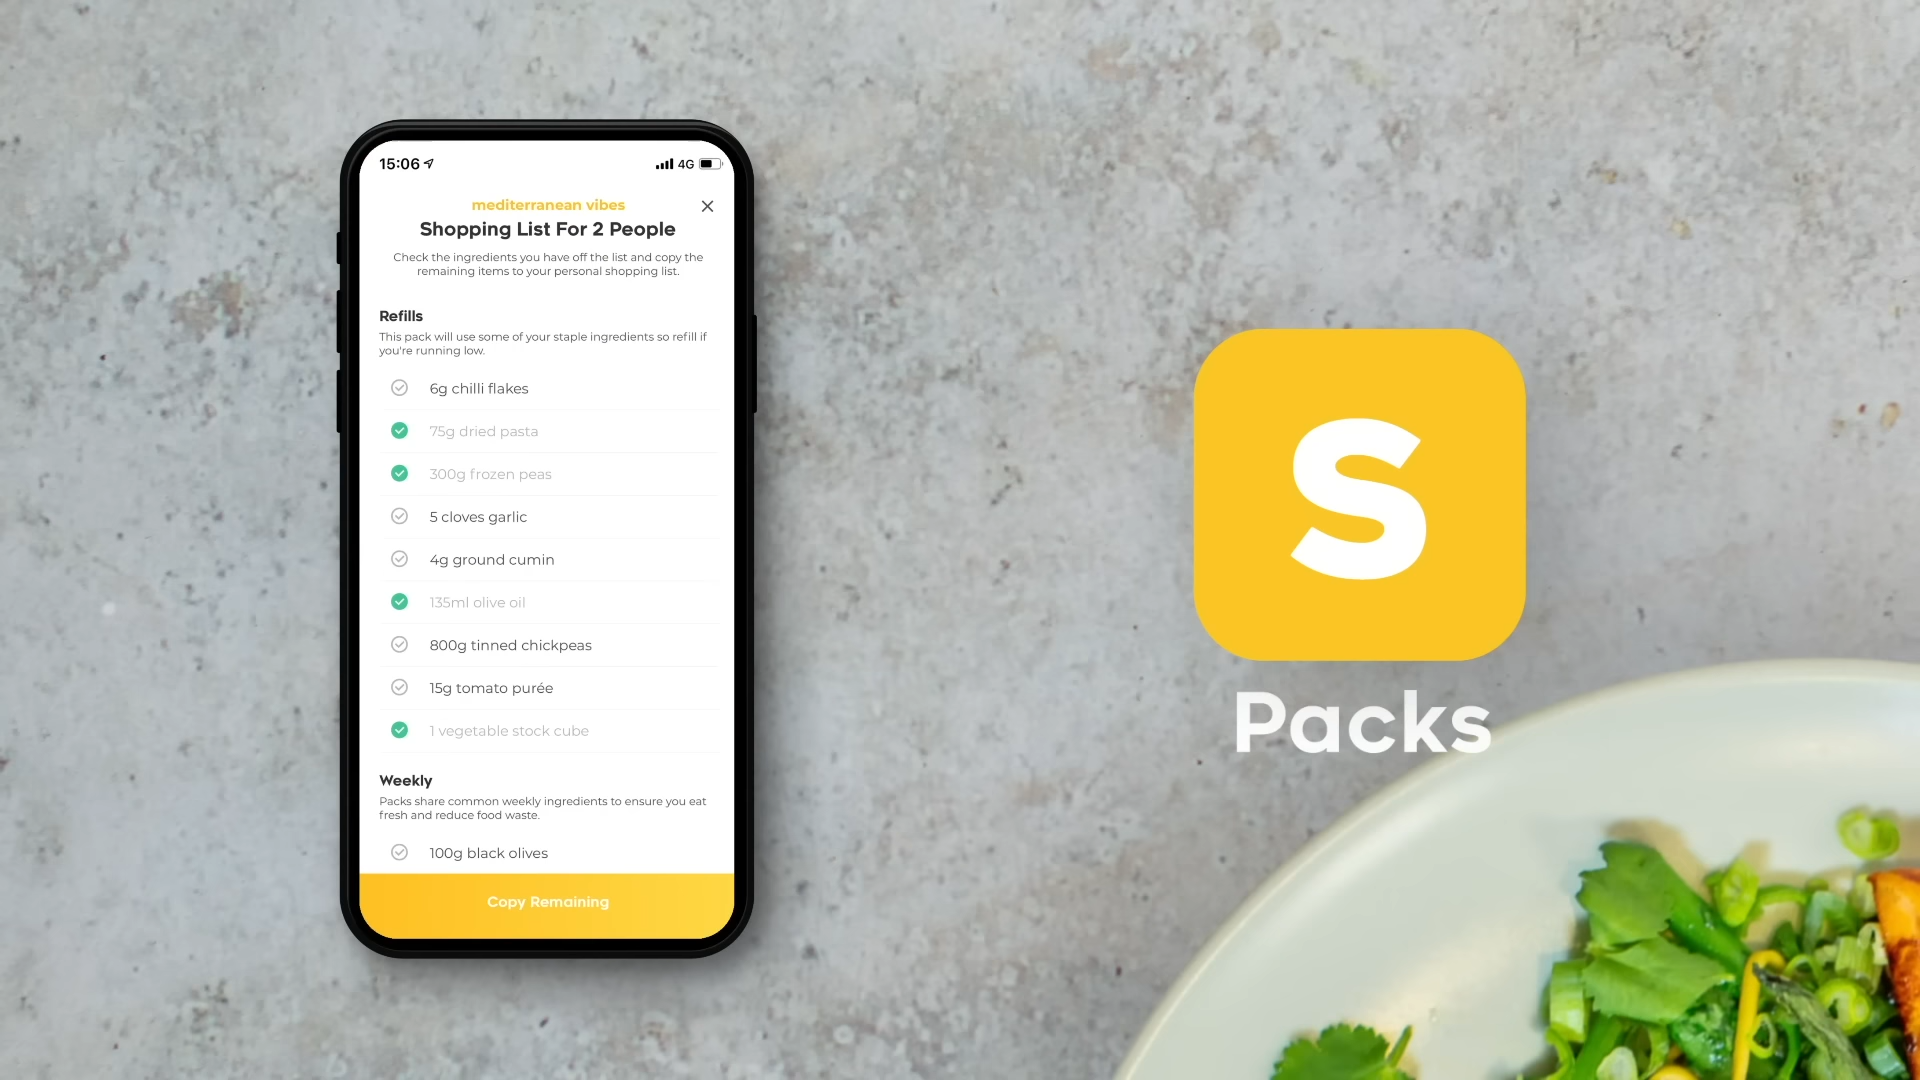 15:06
4G
mediterranean vibes
Shopping List For 2 People
Check the ingredients you have off the list and copy the
remaining items to your personal shopping list.
Refills
This pack will use some of your staple ingredients so refill if
you're running low.
6g chilli flakes
75g dried pasta
300g frozen peas
5 cloves garlic
4g ground cumin
135ml olive oil
800g tinned chickpeas
15g tomato purée
1 vegetable stock cube
Weekly
Packs share common weekly ingredients to ensure you eat
fresh and reduce food waste.
100g black olives
Copy Remaining
S
Packs